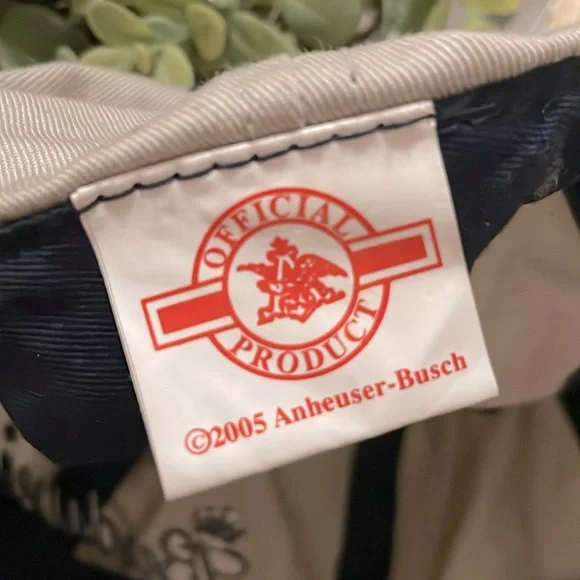 OFFICIAL
PRODUCT
©2005 Anheuser-Busch